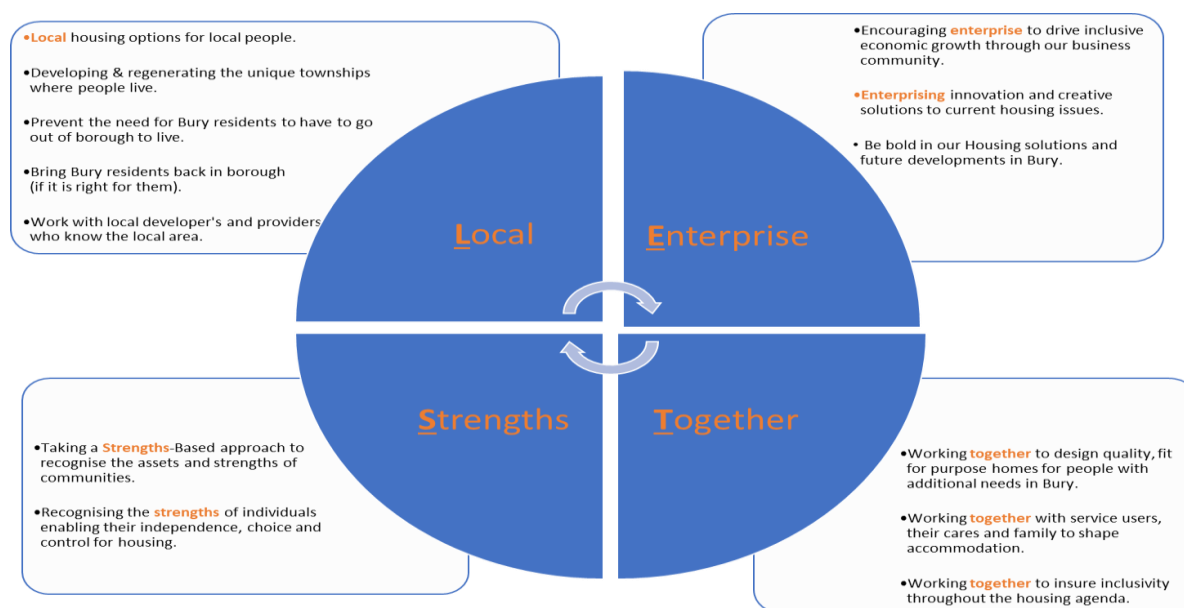 •Local housing options for local people.
•Developing & regenerating the unique townships
where people live.
•Prevent the need for Bury residents to have to go
out of borough to live.
•Bring Bury residents back in borough
(if it is right for them).
•Work with local developer's and providers
who know the local area.
•Encouraging enterprise to drive inclusive
economic growth through our business
community.
•Enterprising innovation and creative
solutions to current housing issues.
• Be bold in our Housing solutions and
future developments in Bury.
Local
Enterprise
Strengths
Together
•Taking a Strengths-Based approach to
recognise the assets and strengths of
communities.
•Recognising the strengths of individuals
enabling their independence, choice and
control for housing.
•Working together to design quality, fit
for purpose homes for people with
additional needs in Bury.
•Working together with service users,
their cares and family to shape
accommodation.
•Working together to insure inclusivity
throughout the housing agenda.